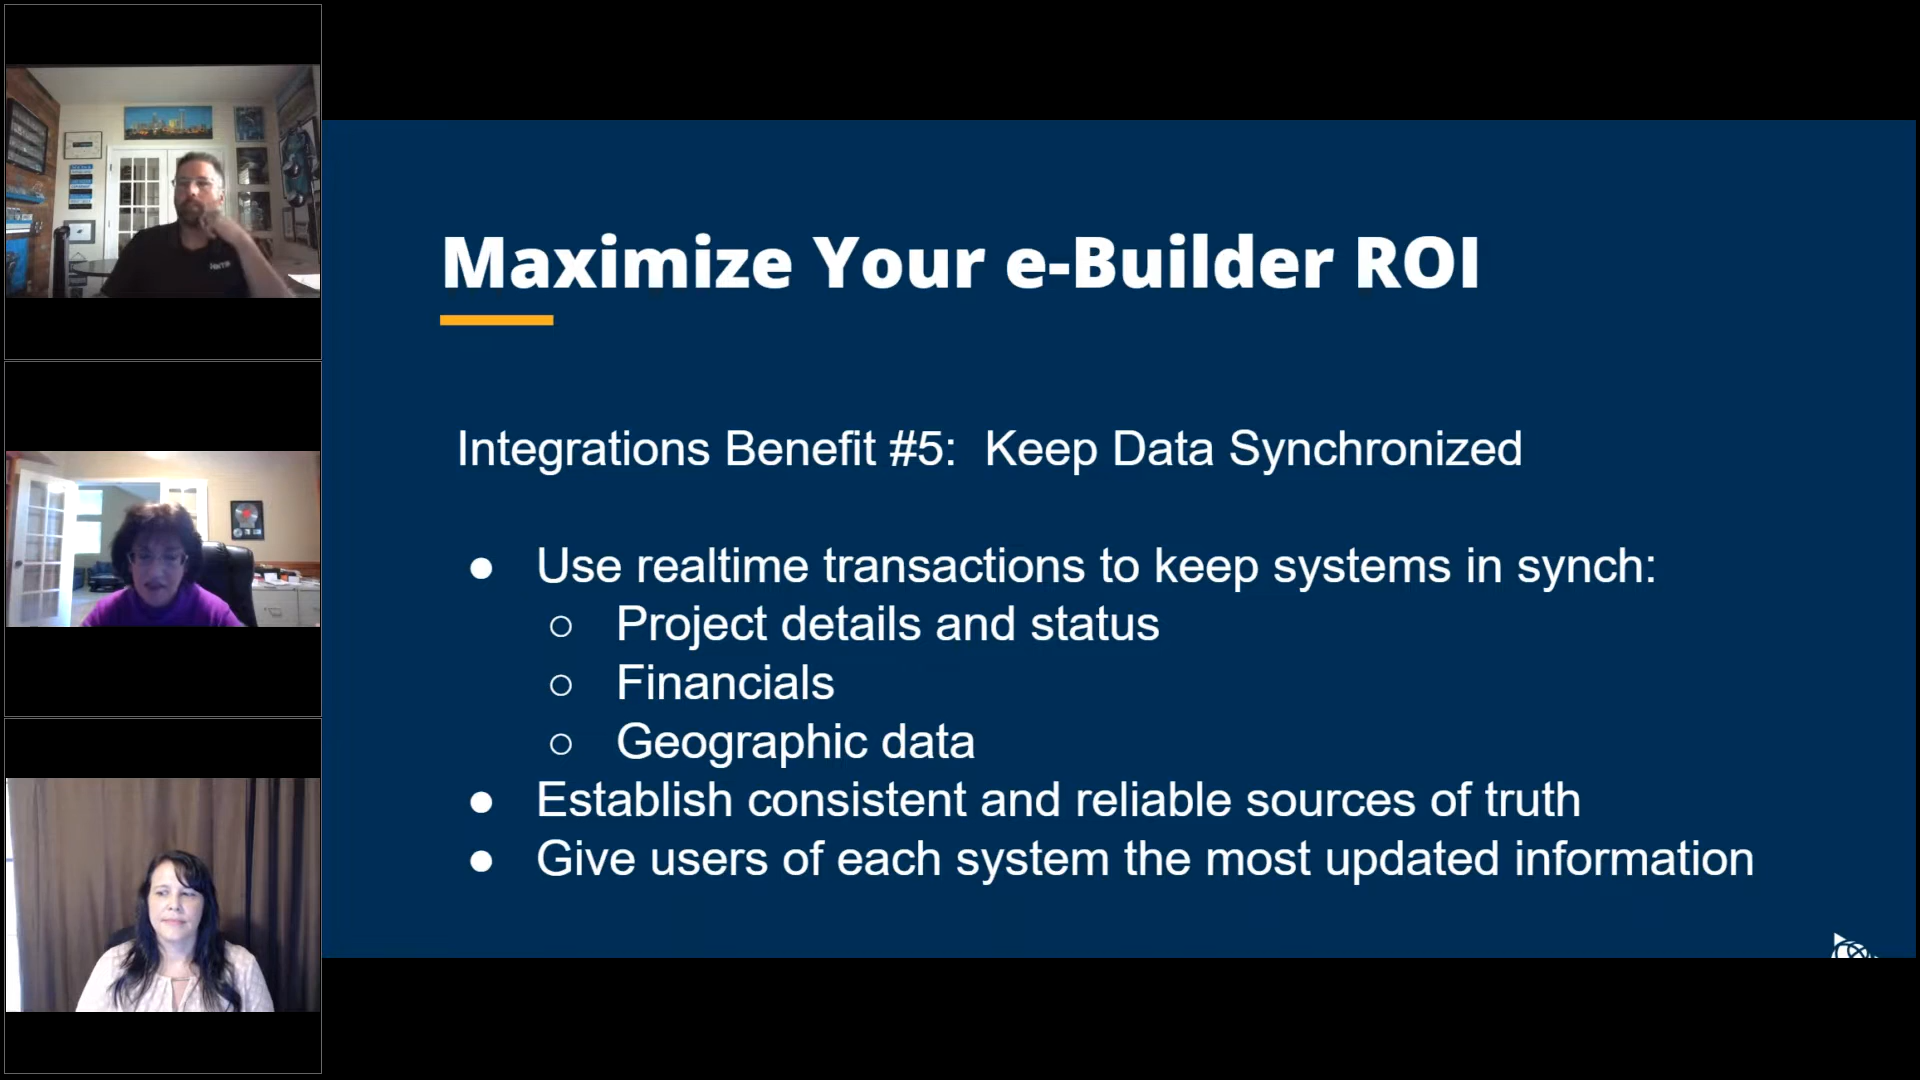 Maximize Your e-Builder ROI
Integrations Benefit #5: Keep Data Synchronized
● Use realtime transactions to keep systems in synch:
○ Project details and status
○ Financials
○ Geographic data
● Establish consistent and reliable sources of truth
● Give users of each system the most updated information